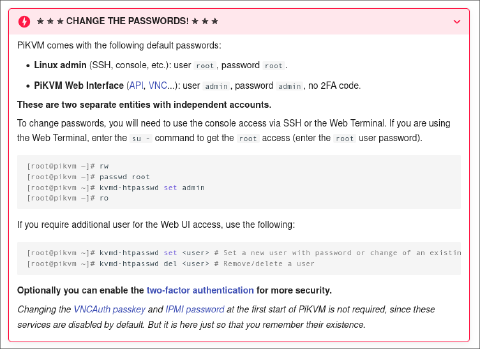 ★ ★ ★ CHANGE THE PASSWORDS! ★ ★ ★
PiKVM comes with the following default passwords:
• Linux admin (SSH, console, etc.): user root, password root.
• PiKVM Web Interface (API, VNC...): user admin, password admin, no 2FA code.
These are two separate entities with independent accounts.
To change passwords, you will need to use the console access via SSH or the Web Terminal. If you are using
the Web Terminal, enter the su - command to get the root access (enter the root user password).
[root@pikvm ~]# rw
[root@pikvm ~]# passwd root
[root@pikvm ~]# kvmd-htpasswd set admin
[root@pikvm ~]# ro
If you require additional user for the Web UI access, use the following:
[root@pikvm ~]# kvmd-htpasswd set <user> # Set a new user with password or change of an existin
[root@pikvm ~]# kvmd-htpasswd del <user> # Remove/delete a user
Optionally you can enable the two-factor authentication for more security.
Changing the VNCAuth passkey and IPMI password at the first start of PiKVM is not required, since these
services are disabled by default. But it is here just so that you remember their existence.